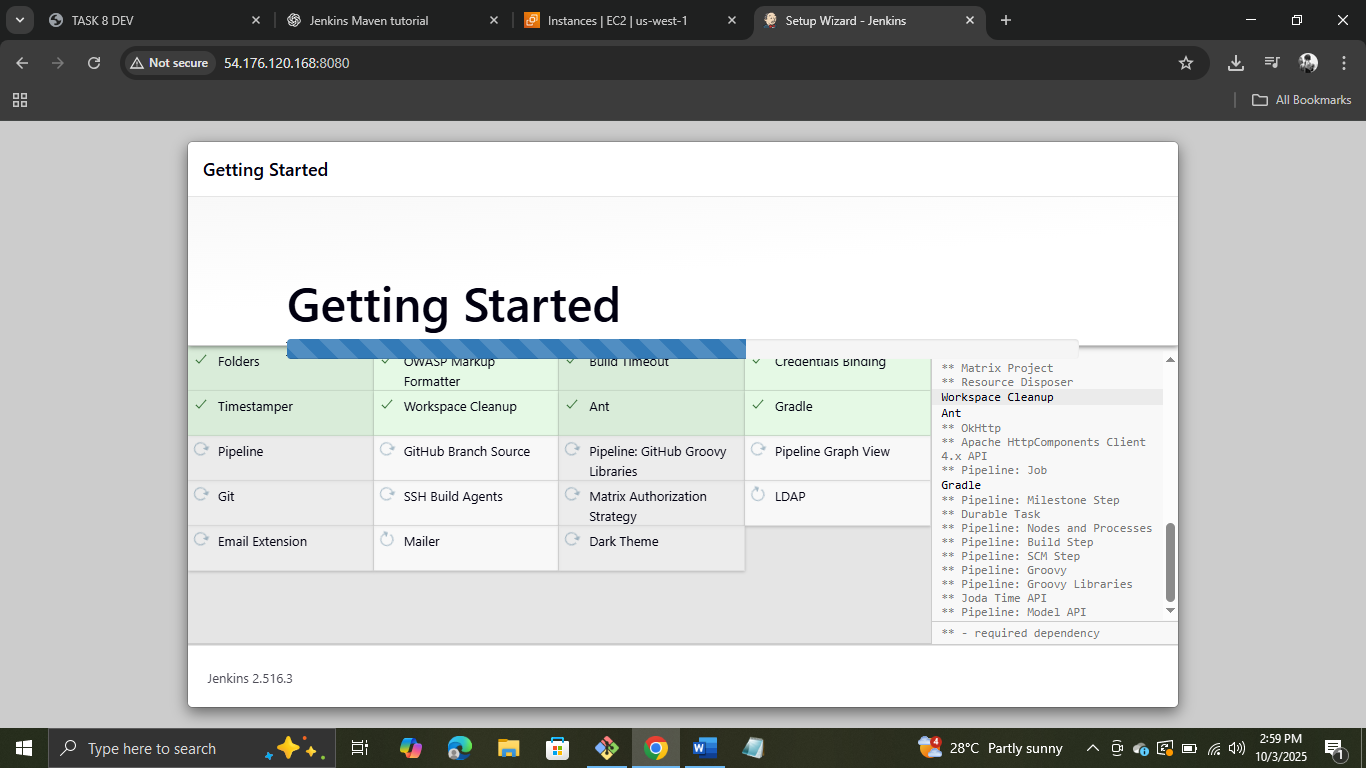 TASK 8 DEV
Jenkins Maven tutorial
Instances | EC2 | us-west-1
Setup Wizard - Jenkins
Not secure
54.176.120.168:8080
All Bookmarks
Getting Started
Getting Started
Folders
OWASP Markup
Formatter
Build Timeout
Credentials Binding
Timestamper
Workspace Cleanup
Ant
Gradle
Pipeline
GitHub Branch Source
Pipeline: GitHub Groovy
Libraries
Pipeline Graph View
Git
SSH Build Agents
Matrix Authorization
Strategy
LDAP
Email Extension
Mailer
Dark Theme
** Matrix Project
** Resource Disposer
Workspace Cleanup
Ant
** OkHttp
** Apache HttpComponents Client
4.x API
** Pipeline: Job
Gradle
** Pipeline: Milestone Step
** Durable Task
** Pipeline: Nodes and Processes
** Pipeline: Build Step
** Pipeline: SCM Step
** Pipeline: Groovy
** Pipeline: Groovy Libraries
** Joda Time API
** Pipeline: Model API
** - required dependency
Jenkins 2.516.3
Type here to search
4
28°C Partly sunny
2:59 PM
10/3/2025
1